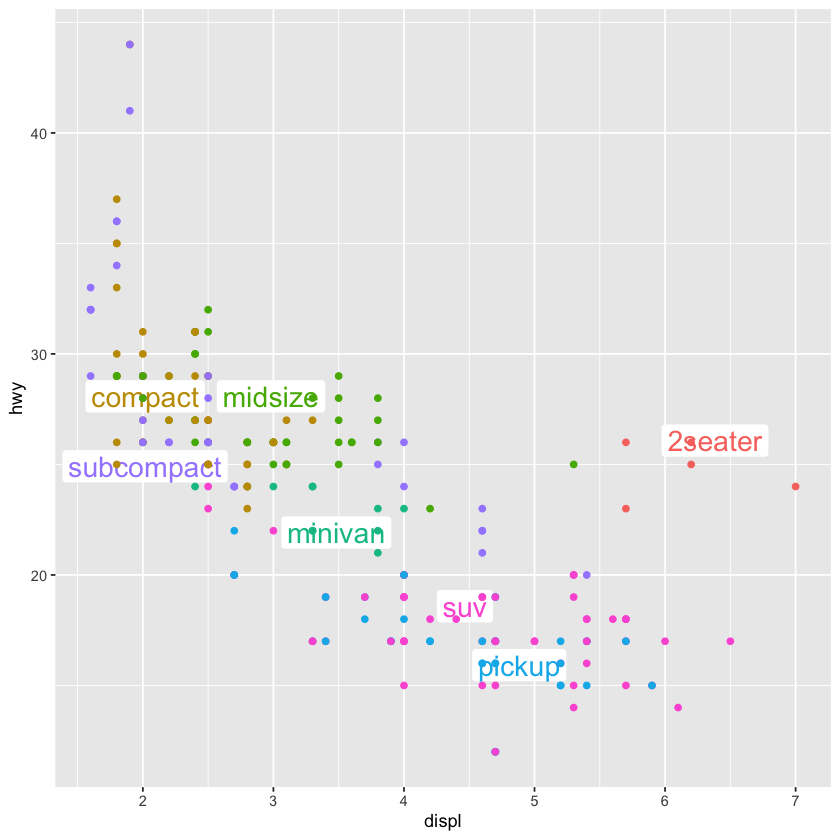 40
30
20
hwy
compact
midsize
2seater
subcompact
minivan
suv
pickup
2
3
4
5
6
7
displ